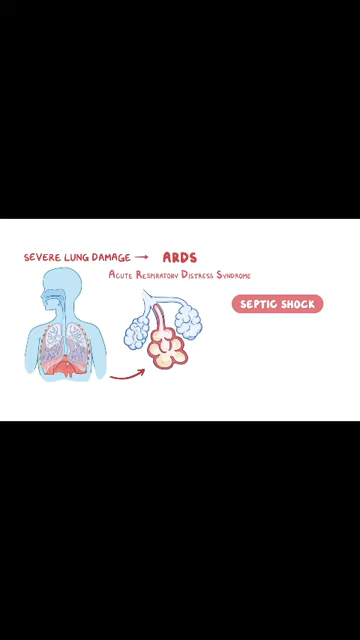 SEVERE LUNG DAMAGE → ARDS
ACUTE RESPIRATORY DISTRESS SYNDROME
SEPTIC SHOCK